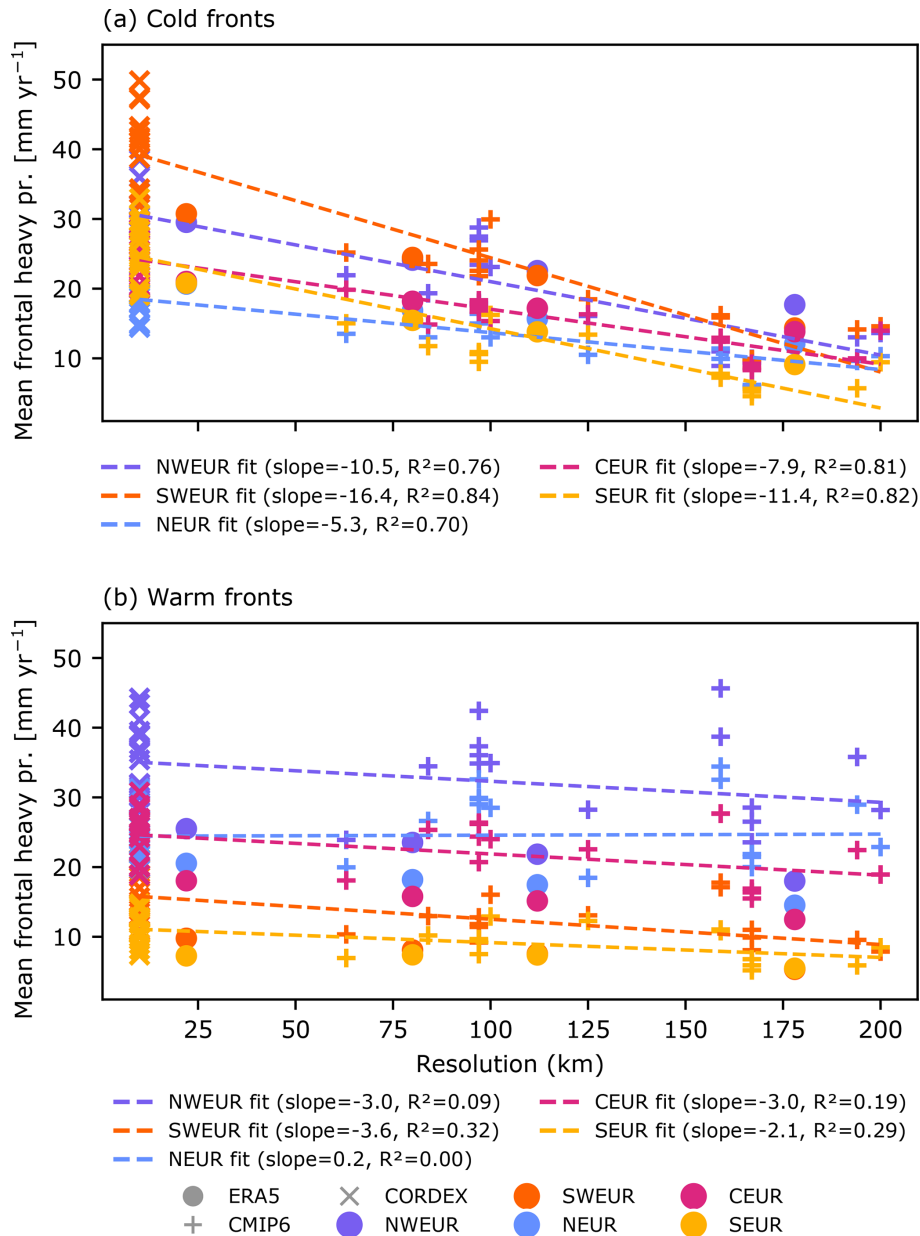 (a) Cold fronts
Mean frontal heavy pr. [mm yr⁻¹]
50
40
30
20
10
NWEUR fit (slope=-10.5, R²=0.76)
CEUR fit (slope=-7.9, R²=0.81)
SWEUR fit (slope=-16.4, R²=0.84)
SEUR fit (slope=-11.4, R²=0.82)
NEUR fit (slope=-5.3, R²=0.70)
(b) Warm fronts
Mean frontal heavy pr. [mm yr⁻¹]
50
40
30
20
10
25 50 75 100 125 150 175 200
Resolution (km)
NWEUR fit (slope=-3.0, R²=0.09)
CEUR fit (slope=-3.0, R²=0.19)
SWEUR fit (slope=-3.6, R²=0.32)
SEUR fit (slope=-2.1, R²=0.29)
NEUR fit (slope=0.2, R²=0.00)
ERA5 CORDEX SWEUR CEUR
CMIP6 NWEUR NEUR SEUR